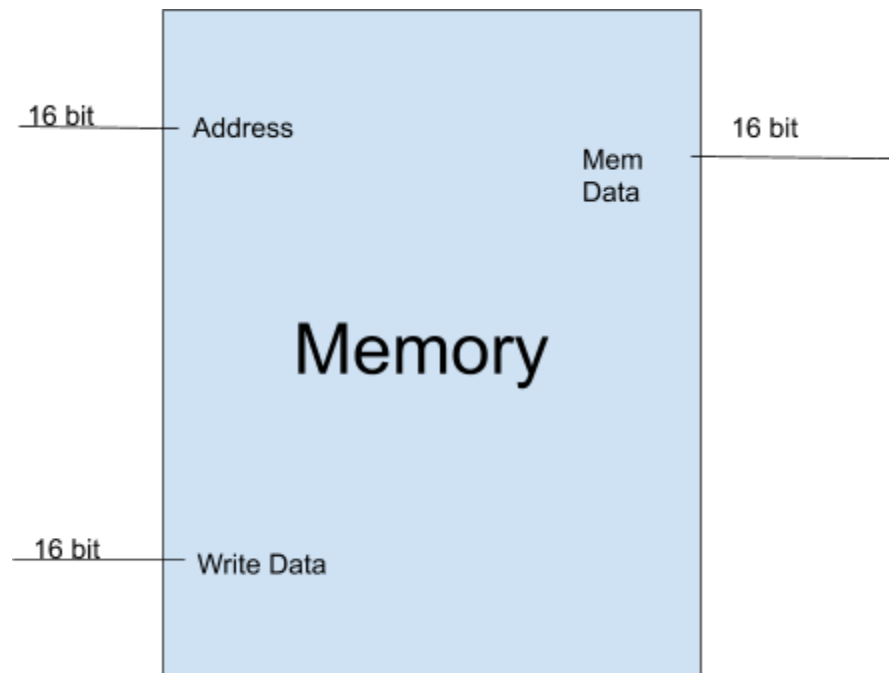 16 bit
Address
16 bit
Mem
Data
Memory
16 bit
Write Data